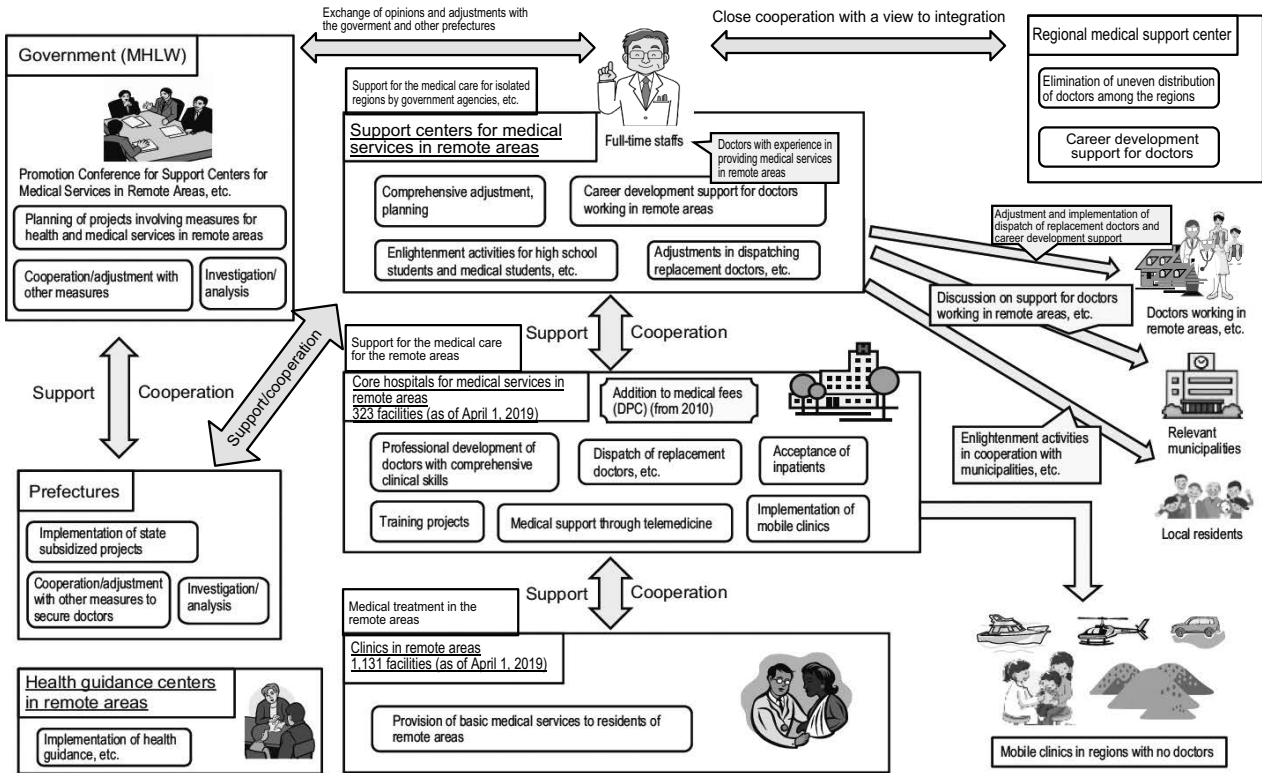 Exchange of opinions and adjustments with
the goverment and other prefectures
Close cooperation with a view to integration
Government (MHLW)
Promotion Conference for Support Centers for
Medical Services in Remote Areas, etc.
Planning of projects involving measures for
health and medical services in remote areas
Cooperation/adjustment with
other measures
Investigation/
analysis
Support for the medical care for isolated
regions by government agencies, etc.
Support centers for medical
services in remote areas
Full-time staffs
Doctors with experience in
providing medical services
in remote areas
Comprehensive adjustment,
planning
Career development support for doctors
working in remote areas
Enlightenment activities for high school
students and medical students, etc.
Adjustments in dispatching
replacement doctors, etc.
Regional medical support center
Elimination of uneven distribution
of doctors among the regions
Career development
support for doctors
Adjustment and implementation of
dispatch of replacement doctors and
career development support
Doctors working in
remote areas, etc.
Discussion on support for doctors
working in remote areas, etc.
Relevant
municipalities
Enlightenment activities
in cooperation with
municipalities, etc.
Local residents
Support
Cooperation
Support/cooperation
Support
Cooperation
Support for the medical care
for the remote areas
Core hospitals for medical services in
remote areas
323 facilities (as of April 1, 2019)
Addition to medical fees
(DPC) (from 2010)
H
Professional development of
doctors with comprehensive
clinical skills
Dispatch of replacement
doctors, etc.
Acceptance of
inpatients
Training projects
Medical support through telemedicine
Implementation of
mobile clinics
Prefectures
Implementation of state
subsidized projects
Cooperation/adjustment
with other measures to
secure doctors
Investigation/
analysis
Support
Cooperation
Medical treatment in the
remote areas
Clinics in remote areas
1,131 facilities (as of April 1, 2019)
Provision of basic medical services to residents of
remote areas
Health guidance centers
in remote areas
Implementation of health
guidance, etc.
Mobile clinics in regions with no doctors